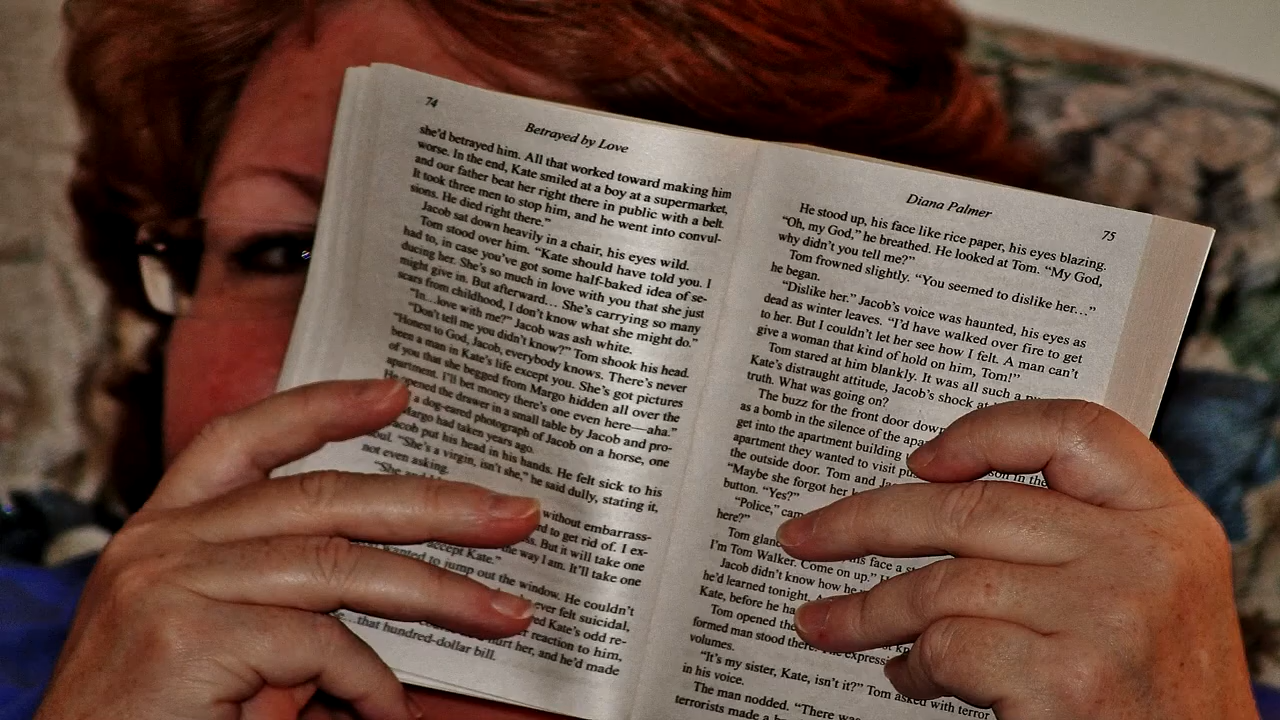 74
Betrayed by Love
she'd betrayed him. All that worked toward making him
worse. In the end, Kate smiled at a boy at a supermarket,
and our father beat her right there in public with a belt.
It took three men to stop him, and he went into convul-
sions. He died right there."
Jacob sat down heavily in a chair, his eyes wild.
Tom stood over him. "Kate should have told you. I
had to, in case you've got some half-baked idea of se-
ducing her. She's so much in love with you that she just
might give in. But afterward... She's carrying so many
scars from childhood, I don't know what she might do."
"In...love with me?" Jacob was ash white.
"Don't tell me you didn't know?" Tom shook his head.
"Honest to God, Jacob, everybody knows. There's never
been a man in Kate's life except you. She's got pictures
of you that she begged from Margo hidden all over the
apartment. I'll bet money there's one even here—aha."
He opened the drawer in a small table by Jacob and pro-
a dog-eared photograph of Jacob on a horse, one
Margo had taken years ago.
Jacob put his head in his hands. He felt sick to his
soul. "She's a virgin, isn't she," he said dully, stating it,
not even asking.
"She
without embarrass-
to get rid of. I ex-
But it will take one
the way I am. It'll take one
accept Kate."
wanted to jump out the window. He couldn't
ever felt suicidal,
Kate's odd re-
reaction to him,
hurt her, and he'd made
that hundred-dollar bill.
Diana Palmer
75
He stood up, his face like rice paper, his eyes blazing.
"Oh, my God," he breathed. He looked at Tom. "My God,
why didn't you tell me?"
Tom frowned slightly. "You seemed to dislike her..."
he began.
"Dislike her." Jacob's voice was haunted, his eyes as
dead as winter leaves. "I'd have walked over fire to get
to her. But I couldn't let her see how I felt. A man can't
give a woman that kind of hold on him, Tom!"
Tom stared at him blankly. It was all such a
Kate's distraught attitude, Jacob's shock at
truth. What was going on?
The buzz for the front door
as a bomb in the silence of the
get into the apartment building in the
apartment they wanted to visit
the outside door. Tom and
"Maybe she forgot her
button. "Yes?"
"Police,"
here?"
Tom face a
I'm Tom Walker. Come on up."
Jacob didn't know how he
he'd learned tonight.
Kate, before he
Tom opened the
formed man stood there.
volumes.
"It's my sister, Kate, isn't it?" Tom asked with terror
in his voice.
The man nodded. "There was
terrorists made a